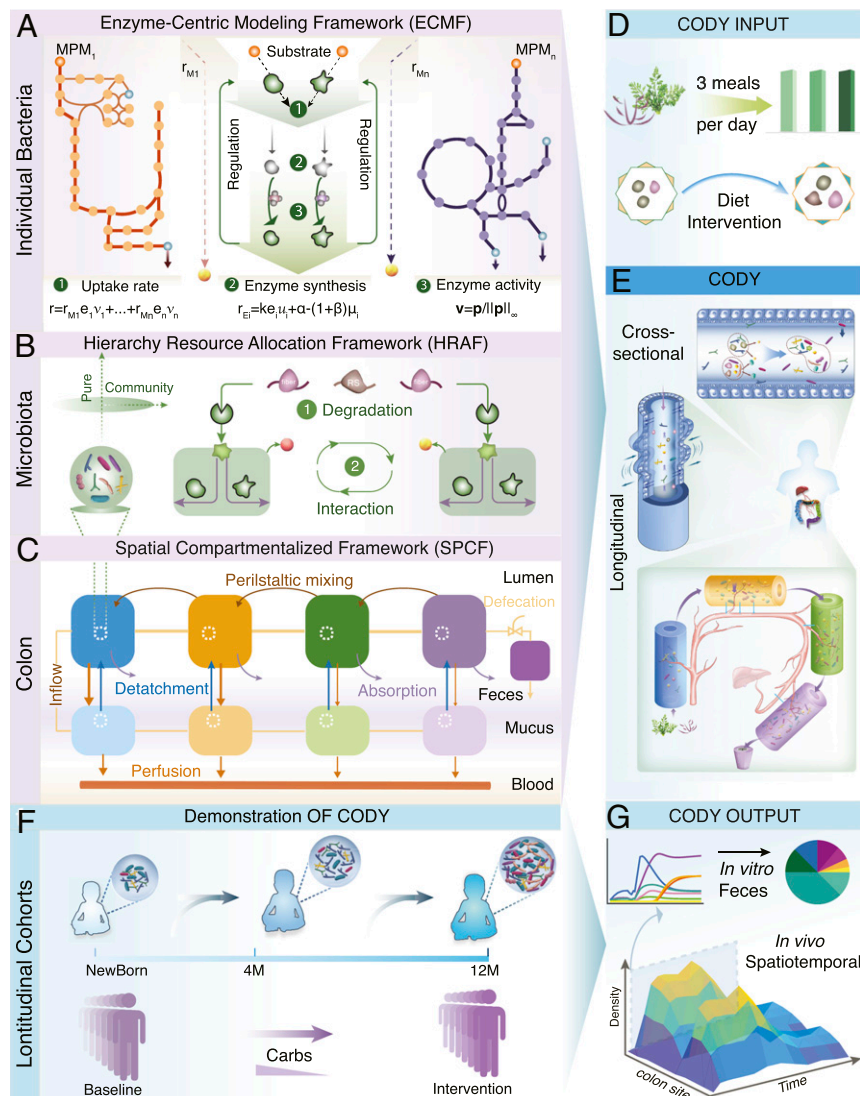 A
Enzyme-Centric Modeling Framework (ECMF)
Individual Bacteria
MPM1
rM1
Substrate
rMn
MPMn
1
Regulation
Regulation
2
3
1 Uptake rate
r=rM1e1ν1+...+rMnenνn
2 Enzyme synthesis
rEi=keiui+α-(1+β)μi
3 Enzyme activity
v=p/||p||∞
B
Hierarchy Resource Allocation Framework (HRAF)
Microbiota
Pure
Community
RS
1 Degradation
2
Interaction
C
Spatial Compartmentalized Framework (SPCF)
Colon
Perilstaltic mixing
Lumen
Defecation
Inflow
Detatchment
Absorption
Feces
Mucus
Perfusion
Blood
F
Demonstration OF CODY
Lontitudinal Cohorts
NewBorn
4M
12M
Carbs
Baseline
Intervention
D
CODY INPUT
3 meals
per day
Diet
Intervention
E
CODY
Cross-
sectional
Longitudinal
G
CODY OUTPUT
In vitro
Feces
In vivo
Spatiotemporal
Density
colon site
Time